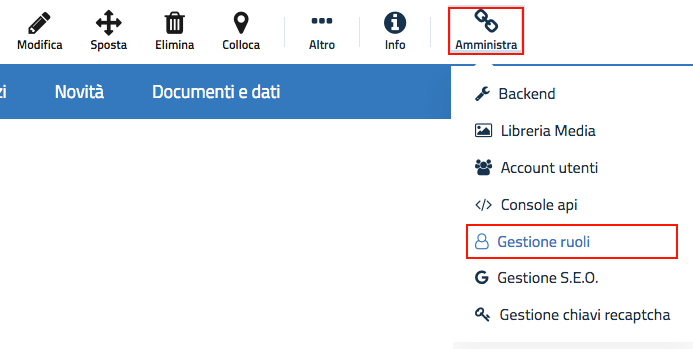 Modifica Sposta Elimina Colloca Altro Info Amministra
zi Novità Documenti e dati
Backend
Libreria Media
Account utenti
</> Console api
Gestione ruoli
G Gestione S.E.O.
Gestione chiavi recaptcha